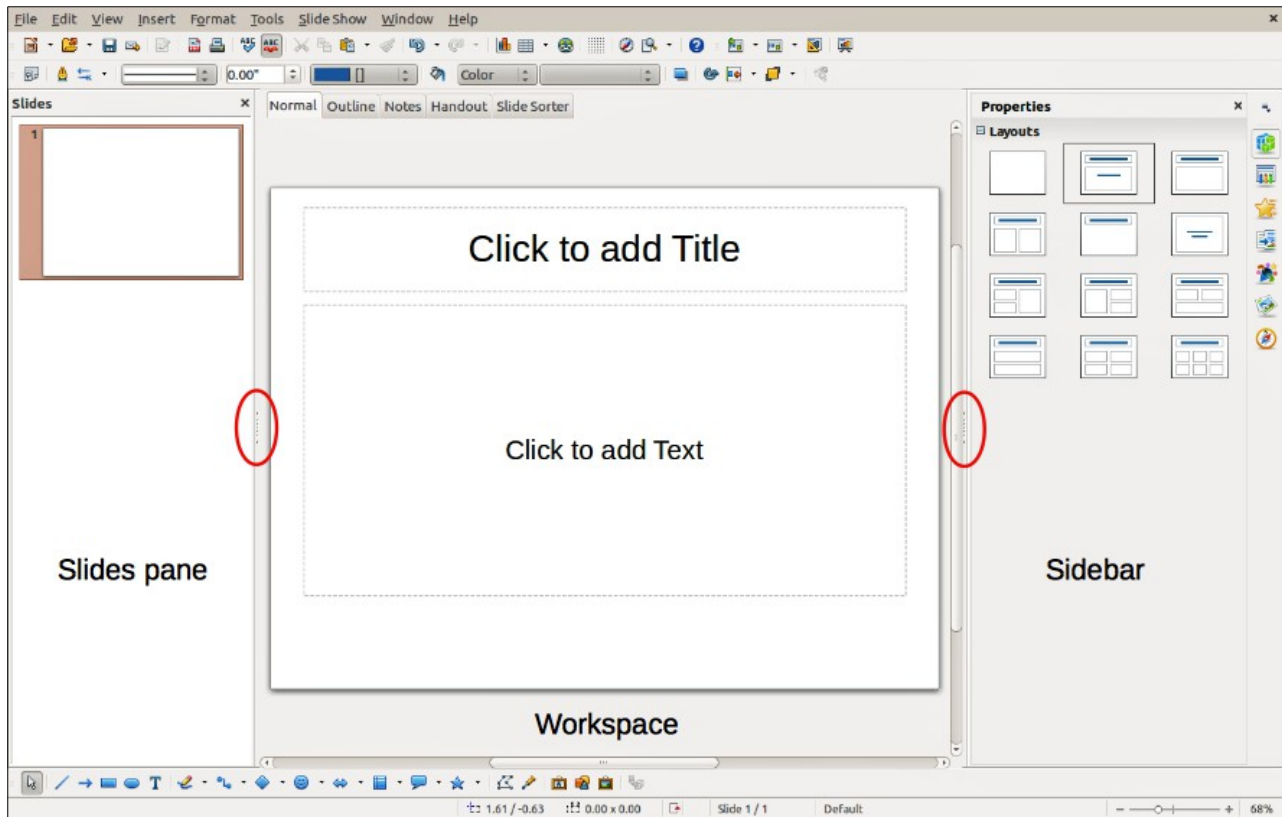 File Edit View Insert Format Tools Slide Show Window Help
0.00" [] Color
Slides
Normal Outline Notes Handout Slide Sorter
Properties
Layouts
1
Click to add Title
Click to add Text
Slides pane
Sidebar
Workspace
T
1.61 / -0.63 0.00 x 0.00 Slide 1 / 1 Default 68%